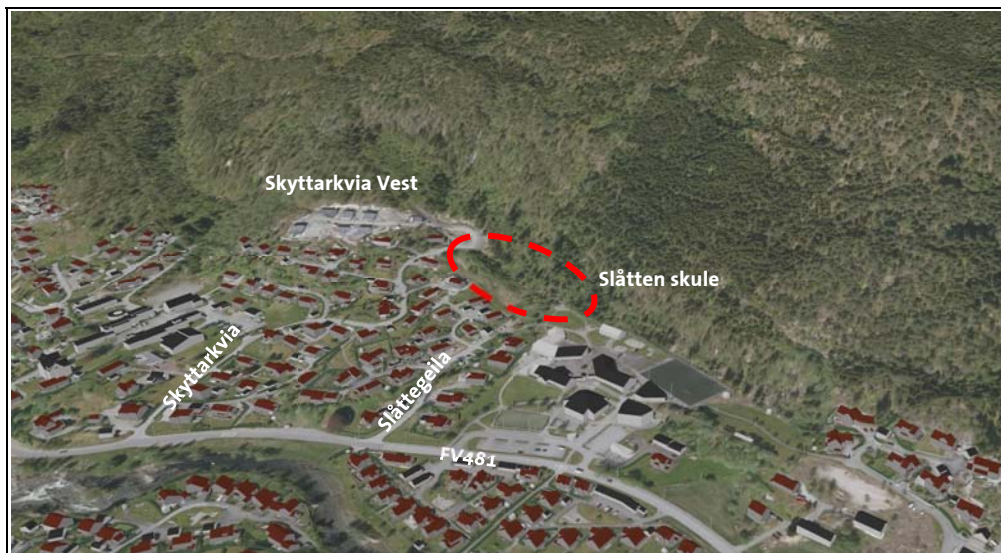 Skyttarkvia Vest
Slåtten skule
Skyttarkvia
Slåttegeila
FV481